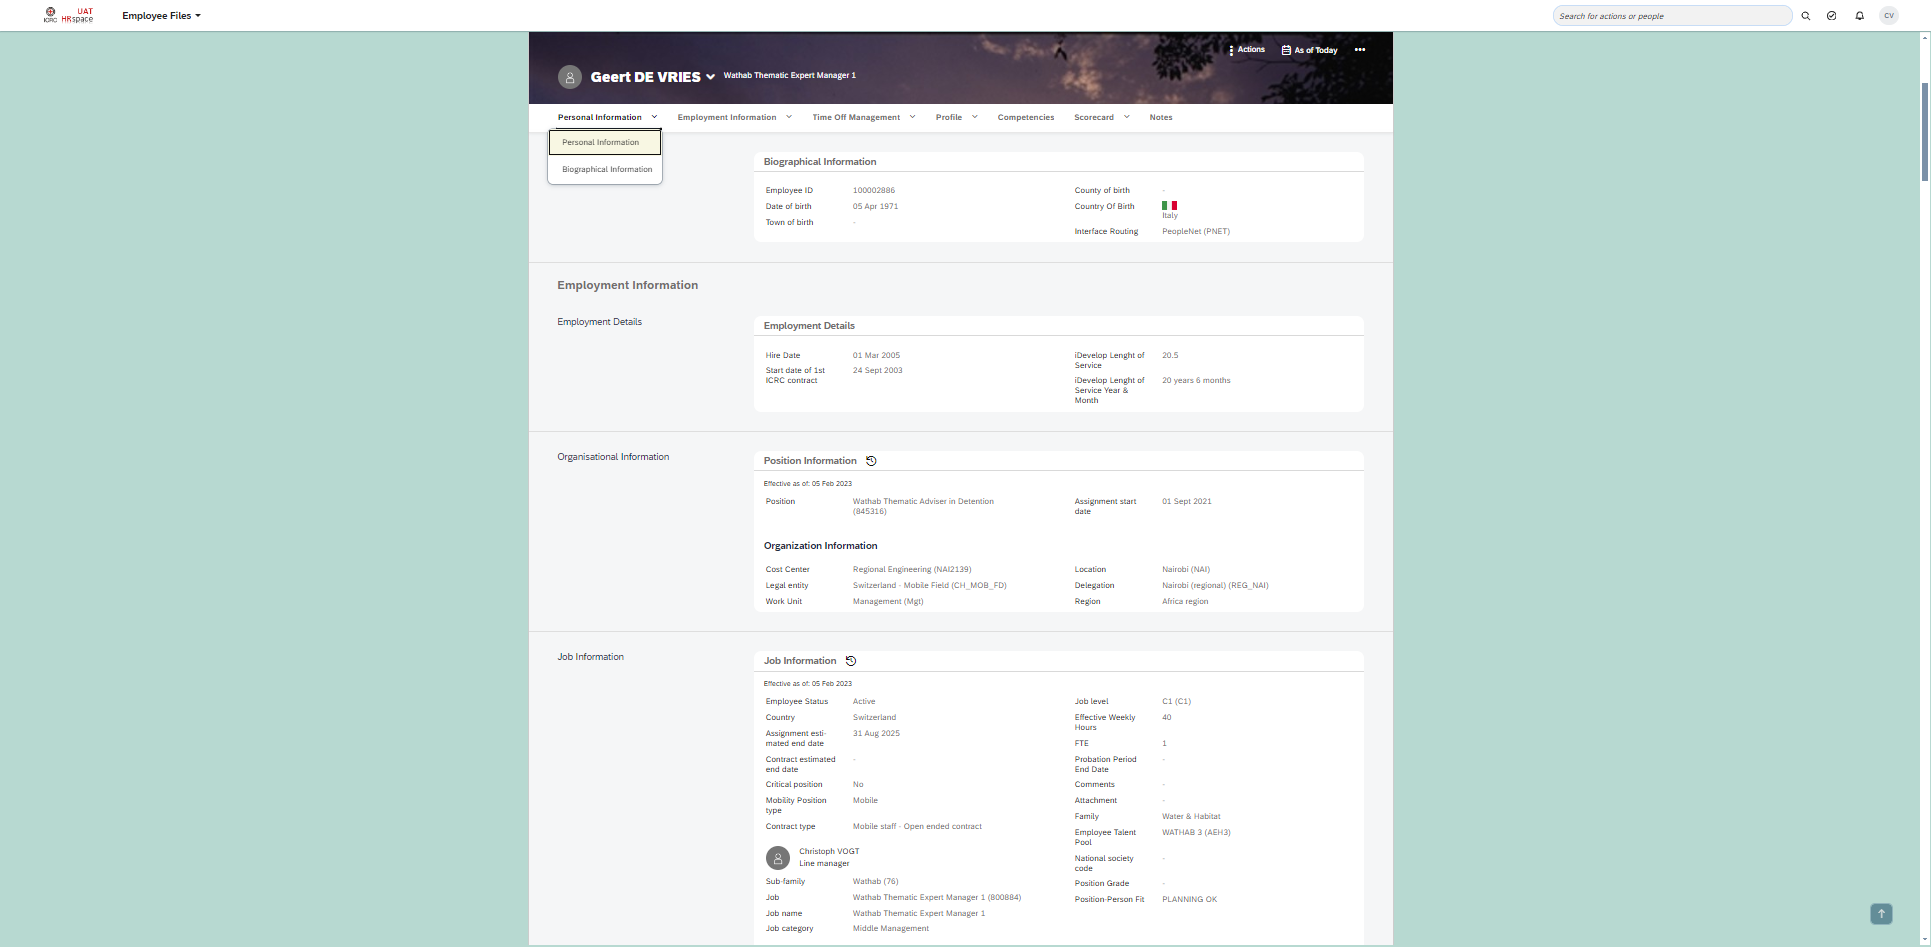 ICRC UAT HRspace
Employee Files
Search for actions or people
CV
Actions
As of Today
Geert DE VRIES
Wathab Thematic Expert Manager 1
Personal Information
Employment Information
Time Off Management
Profile
Competencies
Scorecard
Notes
Personal Information
Biographical Information
Biographical Information
Employee ID 100002886
Date of birth 05 Apr 1971
Town of birth -
County of birth -
Country Of Birth
Italy
Interface Routing PeopleNet (PNET)
Employment Information
Employment Details
Employment Details
Hire Date 01 Mar 2005
Start date of 1st 24 Sept 2003
ICRC contract
iDevelop Lenght of 20.5
Service
iDevelop Lenght of 20 years 6 months
Service Year &
Month
Organisational Information
Position Information
Effective as of: 05 Feb 2023
Position Wathab Thematic Adviser in Detention
(845316)
Assignment start 01 Sept 2021
date
Organization Information
Cost Center Regional Engineering (NAI2139)
Legal entity Switzerland - Mobile Field (CH_MOB_FD)
Work Unit Management (Mgt)
Location Nairobi (NAI)
Delegation Nairobi (regional) (REG_NAI)
Region Africa region
Job Information
Job Information
Effective as of: 05 Feb 2023
Employee Status Active
Country Switzerland
Assignment esti- 31 Aug 2025
mated end date
Contract estimated -
end date
Critical position No
Mobility Position Mobile
type
Contract type Mobile staff - Open ended contract
Christoph VOGT
Line manager
Sub-family Wathab (76)
Job Wathab Thematic Expert Manager 1 (800884)
Job name Wathab Thematic Expert Manager 1
Job category Middle Management
Job level C1 (C1)
Effective Weekly 40
Hours
FTE 1
Probation Period -
End Date
Comments -
Attachment -
Family Water & Habitat
Employee Talent WATHAB 3 (AEH3)
Pool
National society -
code
Position Grade -
Position-Person Fit PLANNING OK